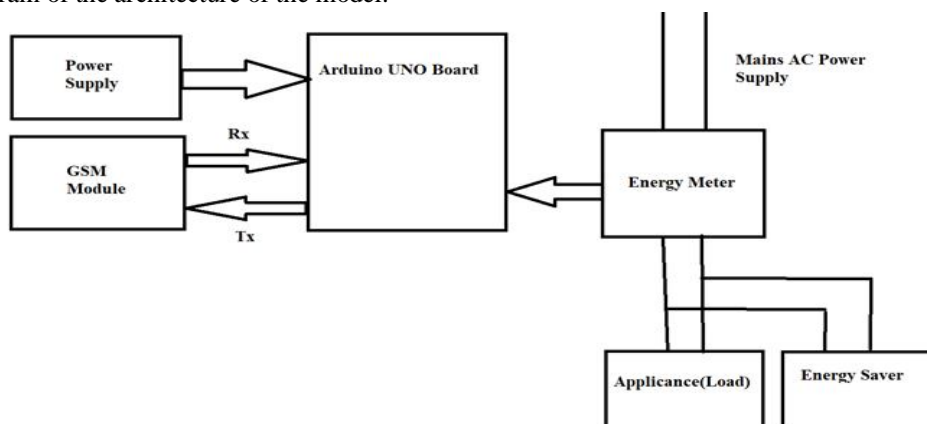 ram of the architecture of the model.
Power
Supply
Arduino UNO Board
Mains AC Power
Supply
Rx
GSM
Module
Energy Meter
Tx
Applicance(Load)
Energy Saver